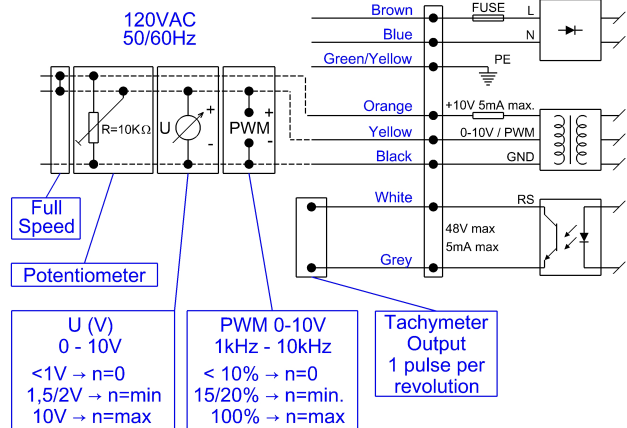 120VAC
50/60Hz
Brown
FUSE
L
Blue
N
Green/Yellow
PE
Orange
+10V 5mA max.
Yellow
0-10V / PWM
Black
GND
R=10KΩ
U
+
-
PWM
+
-
White
RS
48V max
5mA max
Grey
Full
Speed
Potentiometer
U (V)
0 - 10V
<1V → n=0
1,5/2V → n=min
10V → n=max
PWM 0-10V
1kHz - 10kHz
< 10% → n=0
15/20% → n=min.
100% → n=max
Tachymeter
Output
1 pulse per
revolution